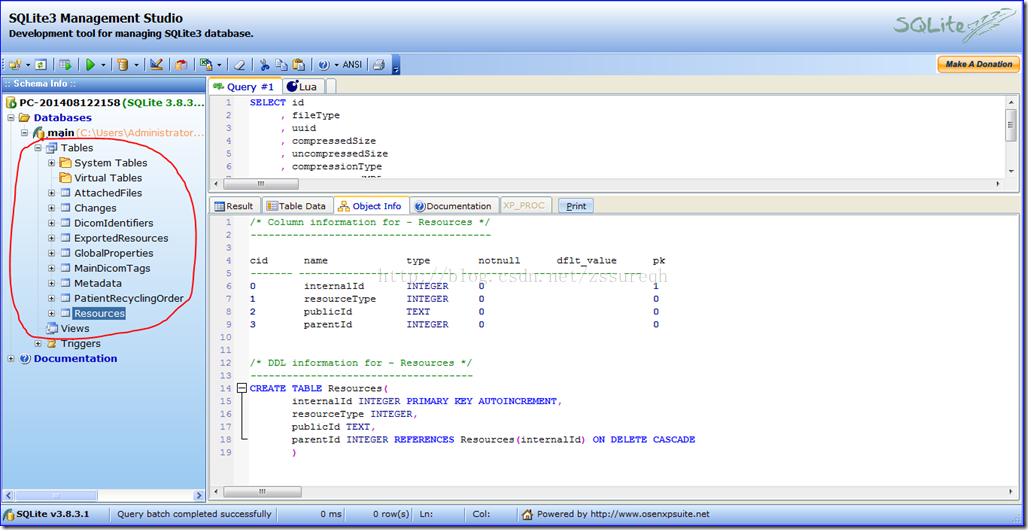 SQLite3 Management Studio
Development tool for managing SQLite3 database.
SQLite
ANSI
Make A Donation
:: Schema Info ::
PC-201408122158 (SQLite 3.8.3...
Databases
main (C:\Users\Administrator...
Tables
System Tables
Virtual Tables
AttachedFiles
Changes
DicomIdentifiers
ExportedResources
GlobalProperties
MainDicomTags
Metadata
PatientRecyclingOrder
Resources
Views
Triggers
Documentation
Query #1 Lua
1 SELECT id
2 , fileType
3 , uuid
4 , compressedSize
5 , uncompressedSize
6 , compressionType
Result Table Data Object Info Documentation XP_PROC Print
1 /* Column information for - Resources */
2 ----------------------------------------
3
4 cid name type notnull dflt_value pk
5
6 0 internalId INTEGER 0 1
7 1 resourceType INTEGER 0 0
8 2 publicId TEXT 0 0
9 3 parentId INTEGER 0 0
10
11
12 /* DDL information for - Resources */
13 -------------------------------------
14 CREATE TABLE Resources(
15 internalId INTEGER PRIMARY KEY AUTOINCREMENT,
16 resourceType INTEGER,
17 publicId TEXT,
18 parentId INTEGER REFERENCES Resources(internalId) ON DELETE CASCADE
19 )
http://blog.csdn.net/zssureqh
SQLite v3.8.3.1 Query batch completed successfully 0 ms 0 row(s) Ln: Col: Powered by http://www.osenxpsuite.net